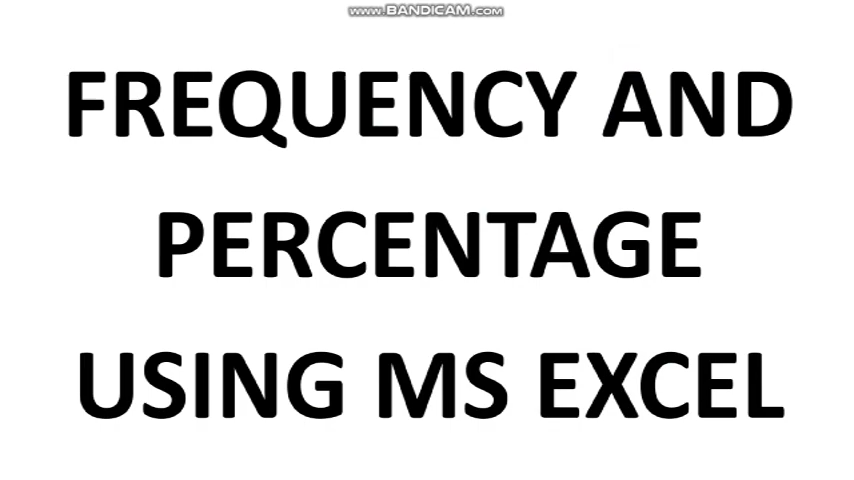 www.BANDICAM.com
FREQUENCY AND
PERCENTAGE
USING MS EXCEL